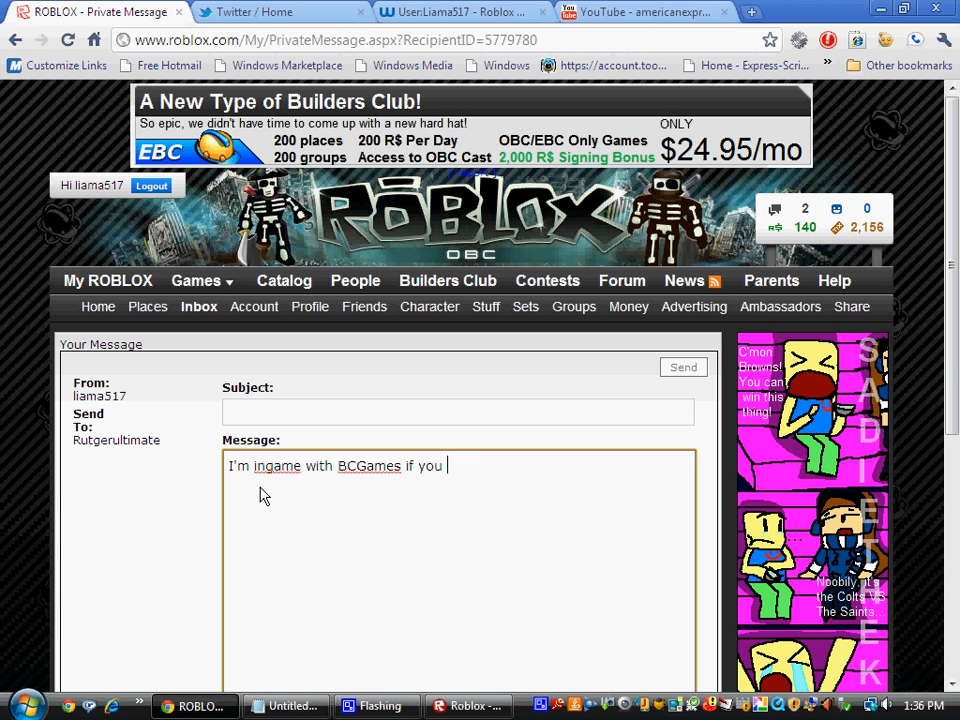 ROBLOX - Private Message
Twitter / Home
User:Liama517 - Roblox ...
You Tube
YouTube - americanexpr...
www.roblox.com/My/PrivateMessage.aspx?RecipientID=5779780
Customize Links
Free Hotmail
Windows Marketplace
Windows Media
Windows
https://account.too...
Home - Express-Scri...
Other bookmarks
A New Type of Builders Club!
So epic, we didn't have time to come up with a new hard hat!
EBC
200 places 200 R$ Per Day OBC/EBC Only Games
200 groups Access to OBC Cast 2,000 R$ Signing Bonus
ONLY
$24.95/mo
[ report ]
Hi liama517 Logout
ROBLOX
OBC
2 0
R$ 140 2,156
My ROBLOX Games Catalog People Builders Club Contests Forum News Parents Help
Home Places Inbox Account Profile Friends Character Stuff Sets Groups Money Advertising Ambassadors Share
Your Message
Send
From:
liama517
Send
To:
Rutgerultimate
Subject:
Message:
I'm ingame with BCGames if you
C'mon
Browns!
You can
win this
thing!
Noobily, it's
the Colts VS
The Saints...
SADIETHEK
ROBLO...
Untitled...
Flashing
Roblox -...
1:36 PM